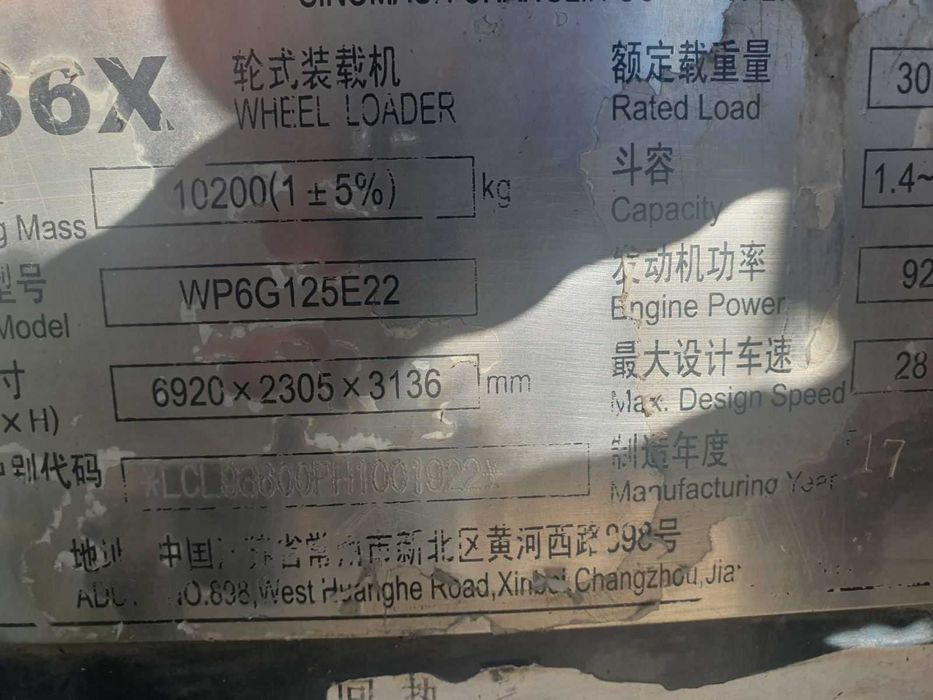 36X
轮式装载机
WHEEL LOADER
g Mass
10200(1±5%)
kg
型号
Model
WP6G125E22
寸
×H)
6920×2305×3136
mm
别代码
额定载重量
Rated Load
30
斗容
Capacity
1.4~
发动机功率
Engine Power
92
最大设计车速
Max. Design Speed
28
制造年度
Manufacturing Year
17
地址 中国 省常 市新北区黄河西路898号
NO.898,West Huanghe Road, Changzhou,